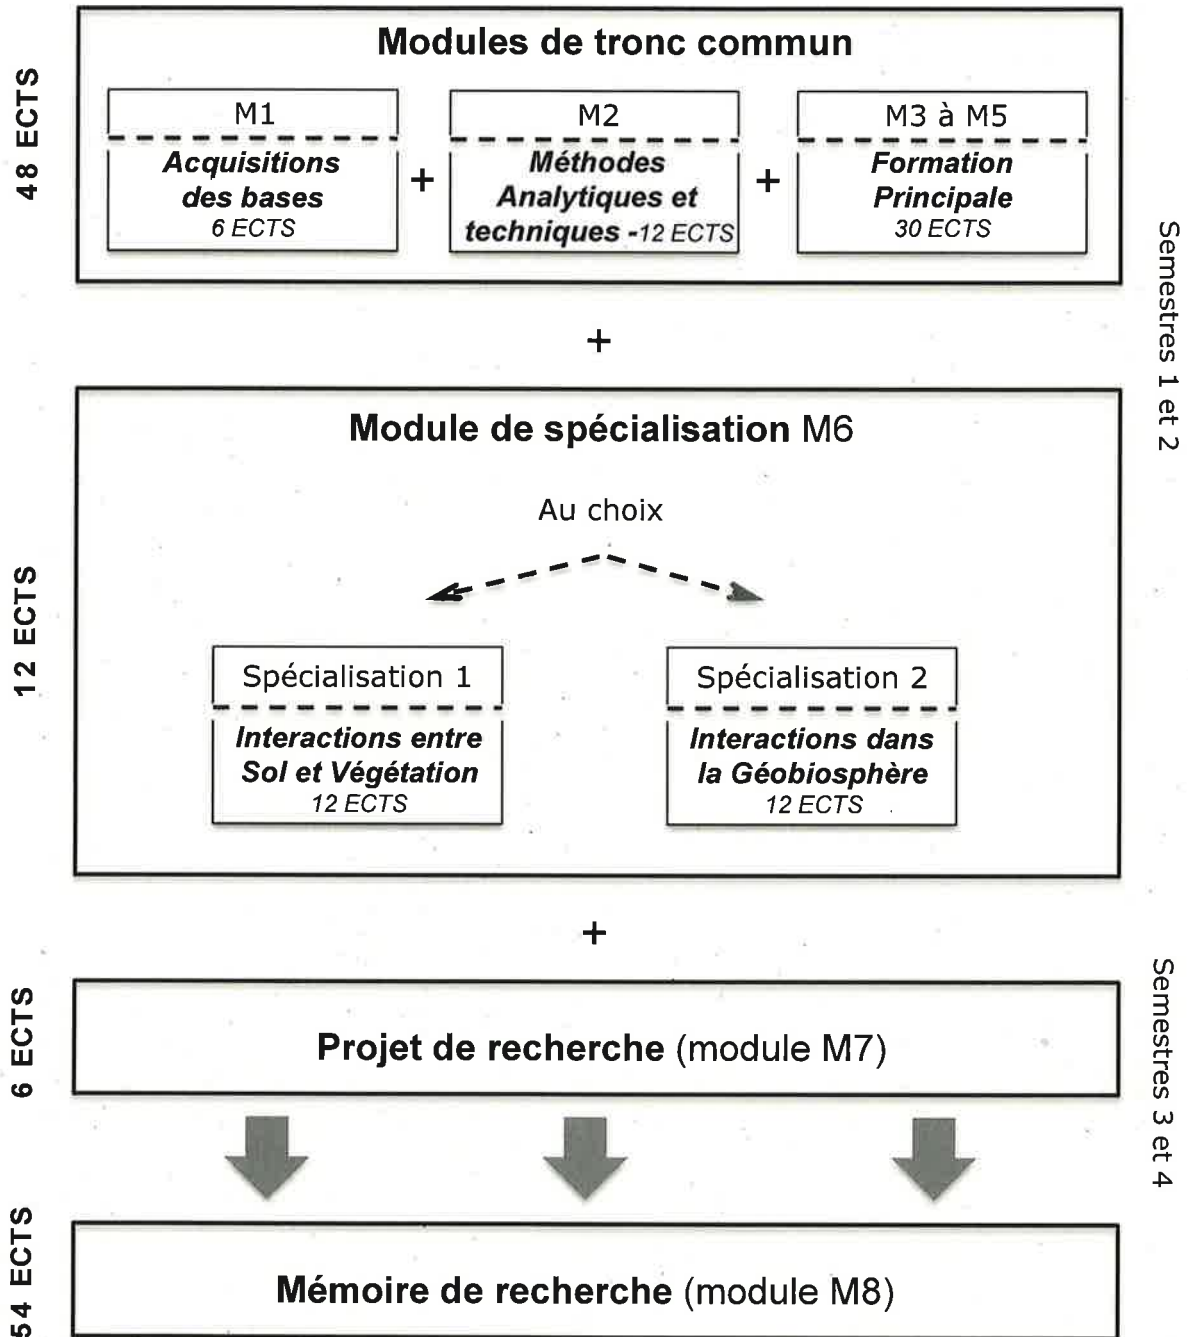 Modules de tronc commun
48 ECTS
M1
Acquisitions
des bases
6 ECTS
+
M2
Méthodes
Analytiques et
techniques -12 ECTS
+
M3 à M5
Formation
Principale
30 ECTS
Semestres 1 et 2
+
Module de spécialisation M6
12 ECTS
Au choix
Spécialisation 1
Interactions entre
Sol et Végétation
12 ECTS
Spécialisation 2
Interactions dans
la Géobiosphère
12 ECTS
+
6 ECTS
Projet de recherche (module M7)
Semestres 3 et 4
54 ECTS
Mémoire de recherche (module M8)